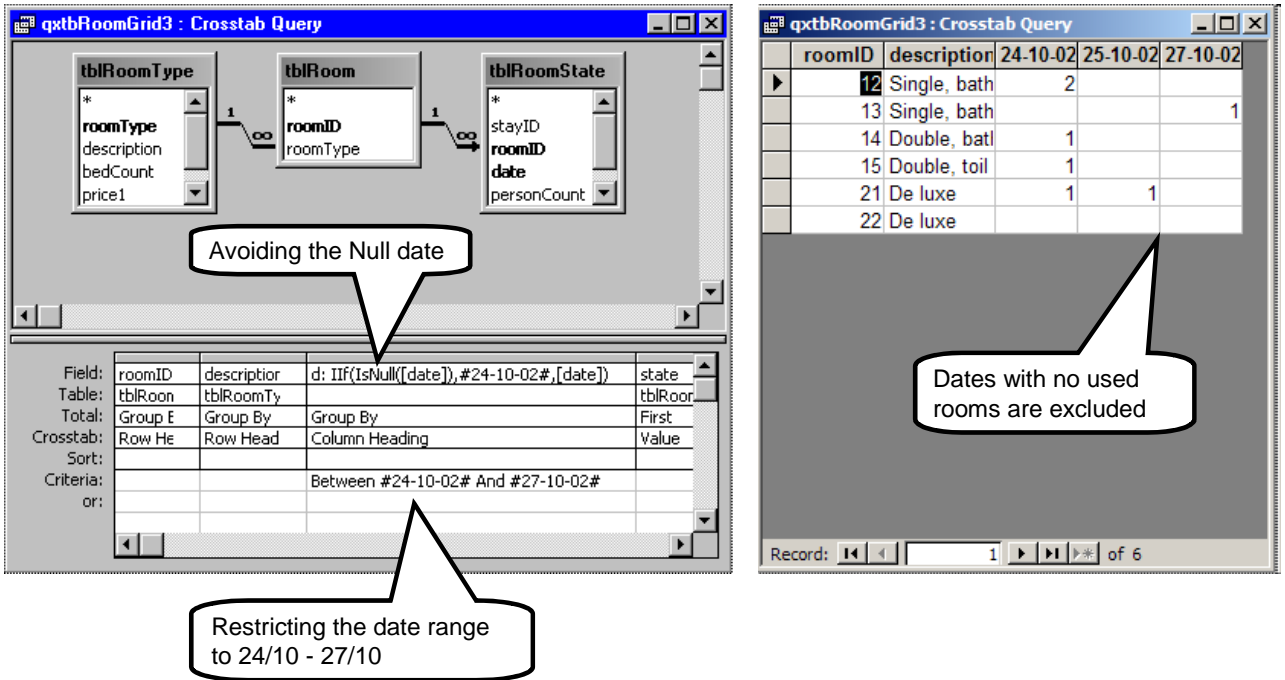 qxtbRoomGrid3 : Crosstab Query
tblRoomType
*
roomType
description
bedCount
price1
1
∞
tblRoom
*
roomID
roomType
1
∞
tblRoomState
*
stayID
roomID
date
personCount
Avoiding the Null date
Field: roomID descriptior d: IIf(IsNull([date]),#24-10-02#,[date]) state
Table: tblRoon tblRoomTy tblRoor
Total: Group E Group By Group By First
Crosstab: Row He Row Head Column Heading Value
Sort:
Criteria: Between #24-10-02# And #27-10-02#
or:
Restricting the date range
to 24/10 - 27/10
qxtbRoomGrid3 : Crosstab Query
roomID description 24-10-02 25-10-02 27-10-02
12 Single, bath 2
13 Single, bath 1
14 Double, batl 1
15 Double, toil 1
21 De luxe 1 1
22 De luxe
Dates with no used
rooms are excluded
Record: 1 of 6